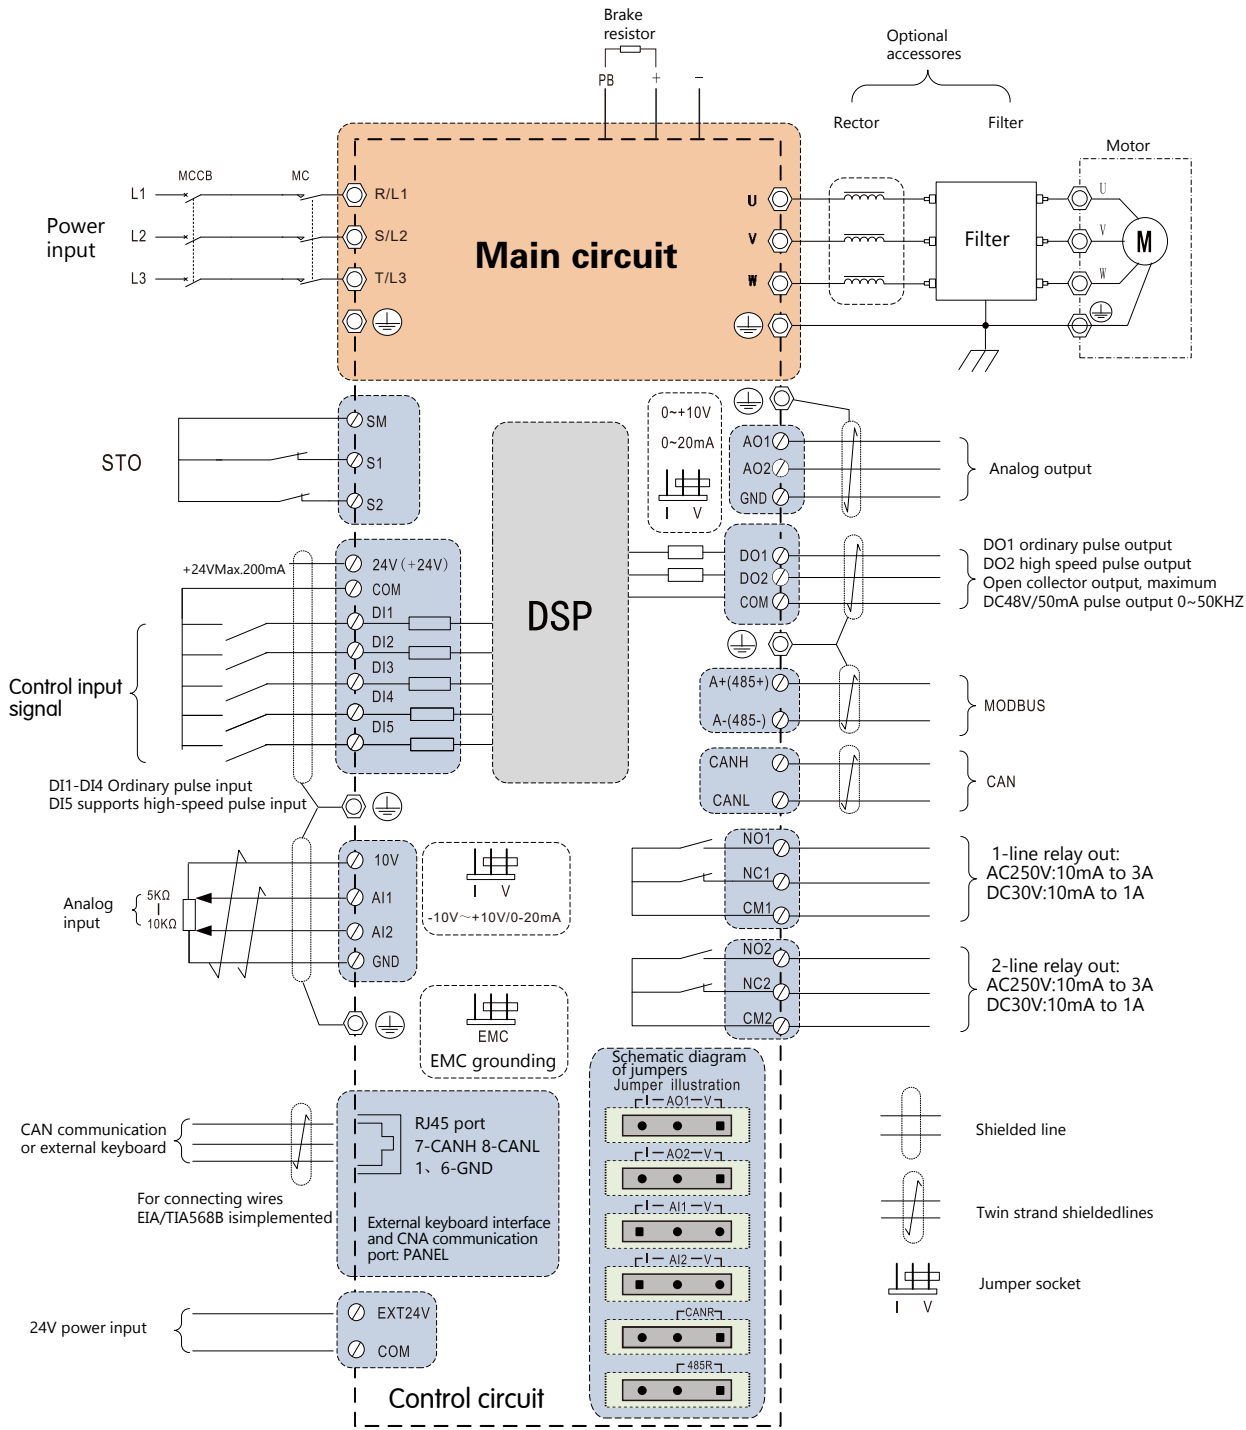 Brake
resistor
PB
+
−
Optional
accessores
Rector
Filter
Motor
Power
input
L1
L2
L3
MCCB
MC
R/L1
S/L2
T/L3
Main circuit
U
V
W
Filter
U
V
W
M
STO
SM
S1
S2
0~+10V
0~20mA
I V
AO1
AO2
GND
Analog output
DSP
DO1
DO2
COM
DO1 ordinary pulse output
DO2 high speed pulse output
Open collector output, maximum
DC48V/50mA pulse output 0~50KHZ
+24VMax.200mA
24V(+24V)
COM
DI1
DI2
DI3
DI4
DI5
Control input
signal
DI1-DI4 Ordinary pulse input
DI5 supports high-speed pulse input
A+(485+)
A-(485-)
MODBUS
CANH
CANL
CAN
Analog
input
5KΩ
10KΩ
10V
AI1
AI2
GND
I V
-10V～+10V/0-20mA
NO1
NC1
CM1
1-line relay out:
AC250V:10mA to 3A
DC30V:10mA to 1A
NO2
NC2
CM2
2-line relay out:
AC250V:10mA to 3A
DC30V:10mA to 1A
EMC
EMC grounding
CAN communication
or external keyboard
For connecting wires
EIA/TIA568B isimplemented
RJ45 port
7-CANH 8-CANL
1、6-GND
External keyboard interface
and CNA communication
port: PANEL
24V power input
EXT24V
COM
Control circuit
Schematic diagram
of jumpers
Jumper illustration
I AO1 V
I AO2 V
I AI1 V
I AI2 V
CANR
485R
Shielded line
Twin strand shieldedlines
Jumper socket
I V